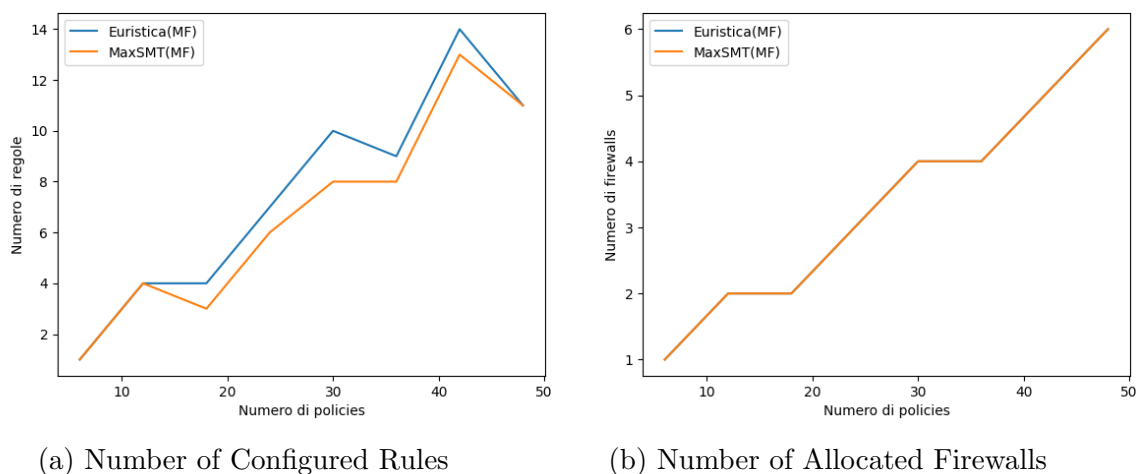 14
12
10
8
6
4
2
Numero di regole
Euristica(MF)
MaxSMT(MF)
10 20 30 40 50
Numero di policies
(a) Number of Configured Rules
6
5
4
3
2
1
Numero di firewalls
Euristica(MF)
MaxSMT(MF)
10 20 30 40 50
Numero di policies
(b) Number of Allocated Firewalls